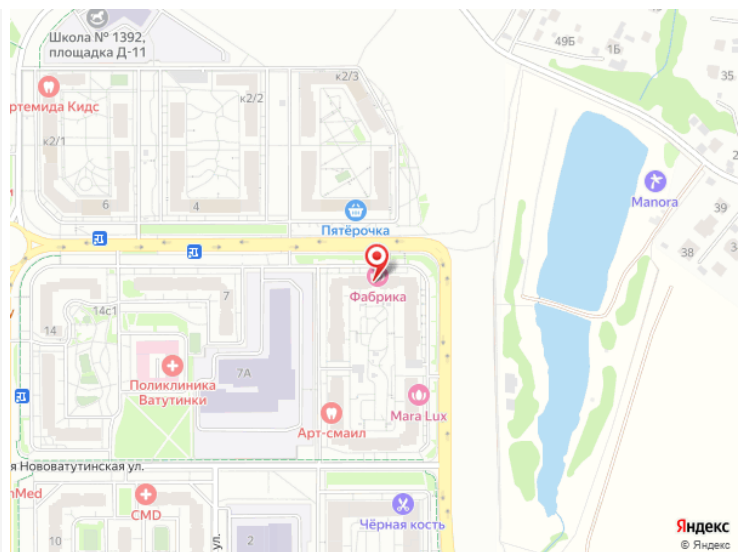 Школа № 1392,
площадка Д-11
49Б
1Б
35
к2/3
к2/2
ртемида Кидс
к2/1
Manora
6
4
39
Пятёрочка
38
3
Фабрика
7
14с1
14
7А
Поликлиника
Ватутинки
Mara Lux
Арт-смаил
я Нововатутинская ул.
nMed
CMD
Чёрная кость
10
ул.
2
Яндекс
© Яндекс